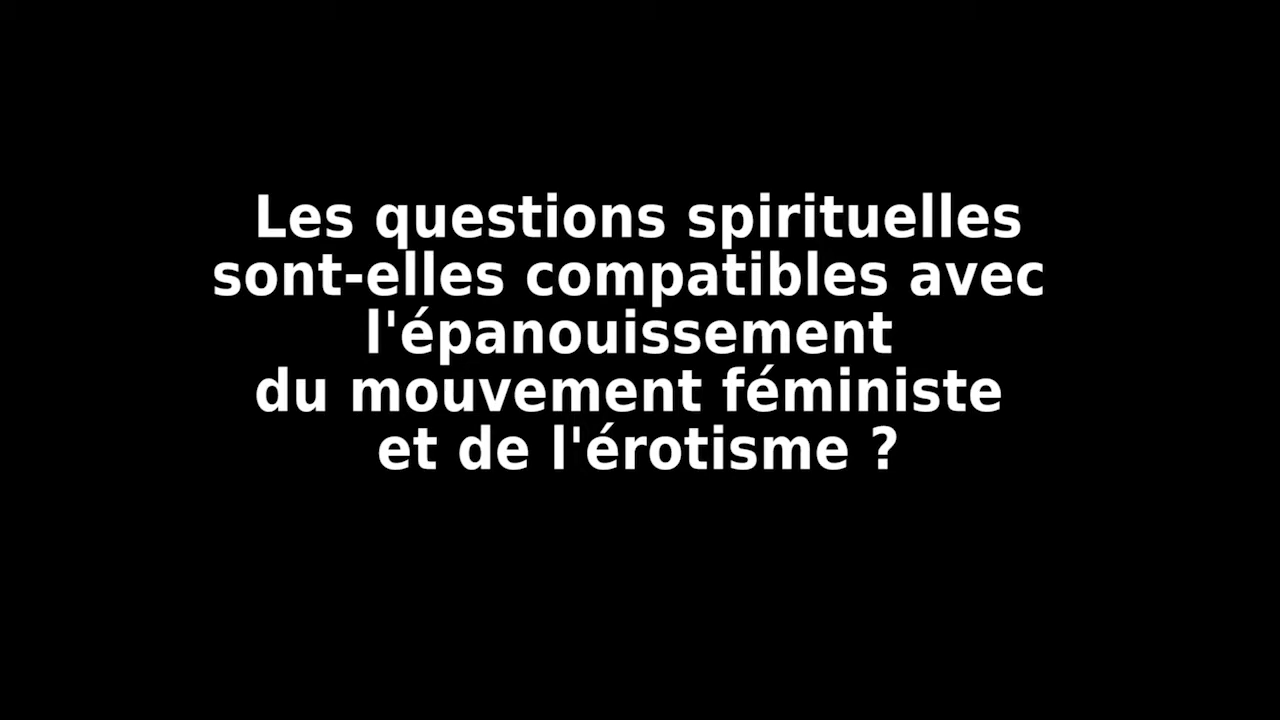 Les questions spirituelles
sont-elles compatibles avec
l'épanouissement
du mouvement féministe
et de l'érotisme ?